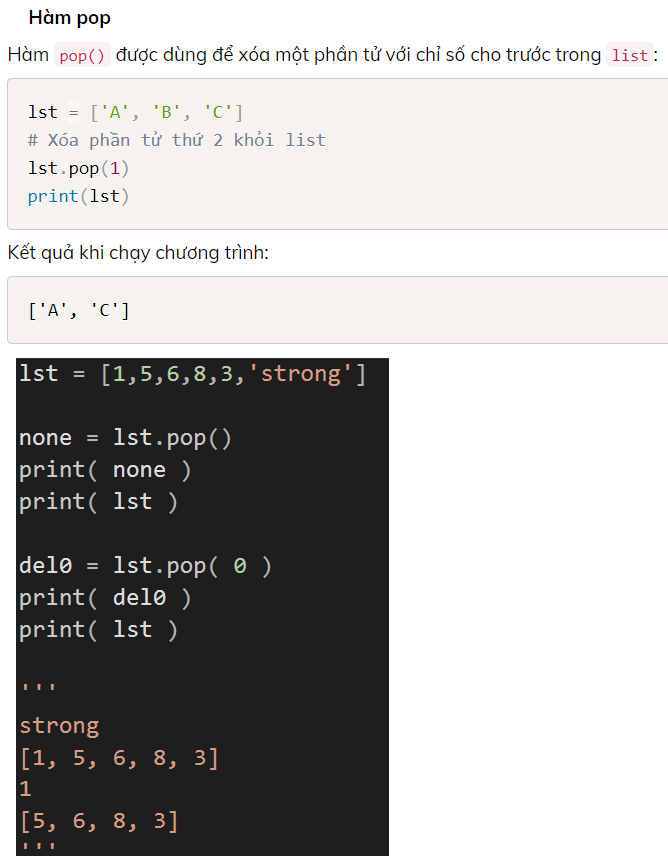 Hàm pop
Hàm pop() được dùng để xóa một phần tử với chỉ số cho trước trong list:
lst = ['A', 'B', 'C']
# Xóa phần tử thứ 2 khỏi list
lst.pop(1)
print(lst)
Kết quả khi chạy chương trình:
['A', 'C']
lst = [1,5,6,8,3,'strong']
none = lst.pop()
print( none )
print( lst )
del0 = lst.pop( 0 )
print( del0 )
print( lst )
'''
strong
[1, 5, 6, 8, 3]
1
[5, 6, 8, 3]
'''